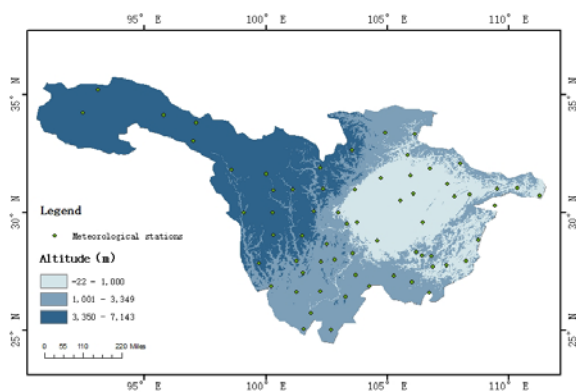 95° E 100° E 105° E 110° E
35° N
35° N
30° N
30° N
25° N
25° N
Legend
Meteorological stations
Altitude (m)
-22 - 1,000
1,001 - 3,349
3,350 - 7,143
0 55 110 220 Miles
95° E 100° E 105° E 110° E